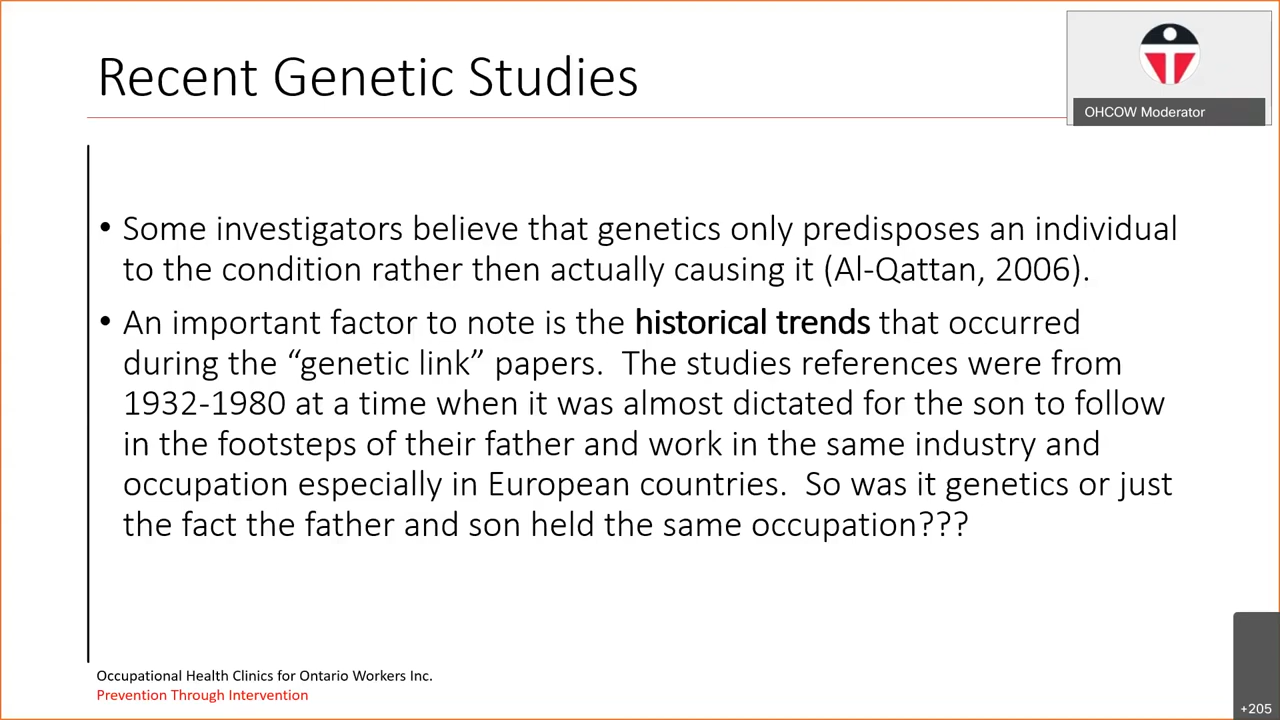 Recent Genetic Studies
OHCOW Moderator
• Some investigators believe that genetics only predisposes an individual
to the condition rather then actually causing it (Al-Qattan, 2006).
• An important factor to note is the historical trends that occurred
during the “genetic link” papers.  The studies references were from
1932-1980 at a time when it was almost dictated for the son to follow
in the footsteps of their father and work in the same industry and
occupation especially in European countries.  So was it genetics or just
the fact the father and son held the same occupation???
Occupational Health Clinics for Ontario Workers Inc.
Prevention Through Intervention
+205